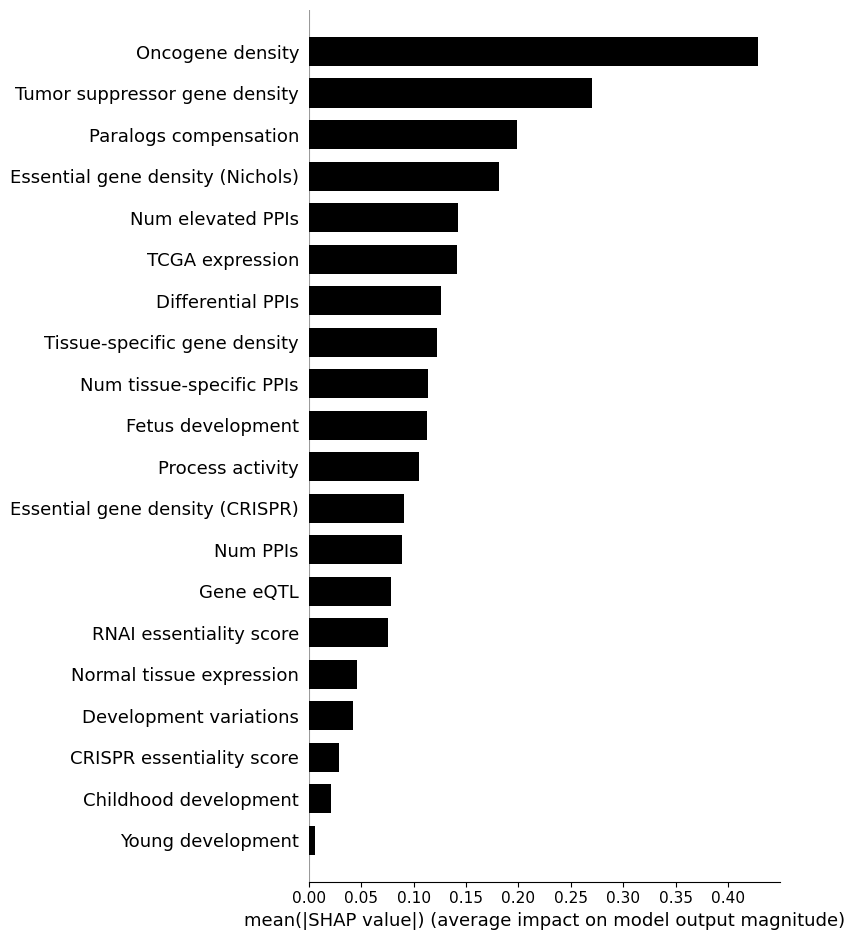 Oncogene density
Tumor suppressor gene density
Paralogs compensation
Essential gene density (Nichols)
Num elevated PPIs
TCGA expression
Differential PPIs
Tissue-specific gene density
Num tissue-specific PPIs
Fetus development
Process activity
Essential gene density (CRISPR)
Num PPIs
Gene eQTL
RNAI essentiality score
Normal tissue expression
Development variations
CRISPR essentiality score
Childhood development
Young development
0.00 0.05 0.10 0.15 0.20 0.25 0.30 0.35 0.40
mean(|SHAP value|) (average impact on model output magnitude)